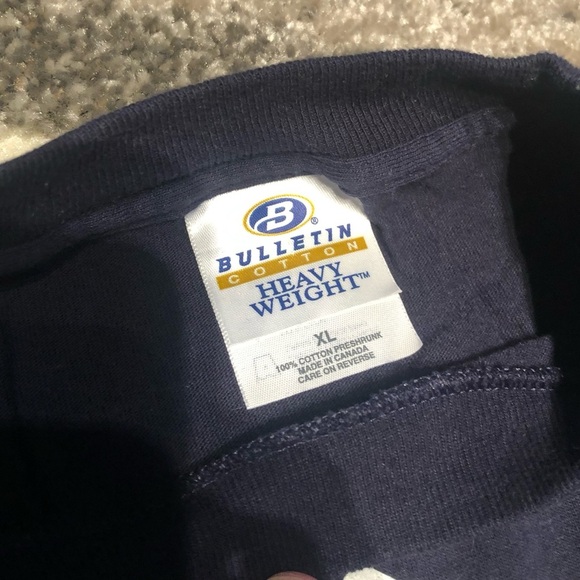 B®
BULLETIN
COTTON
HEAVY
WEIGHT™
XL
100% COTTON PRESHRUNK
MADE IN CANADA
CARE ON REVERSE